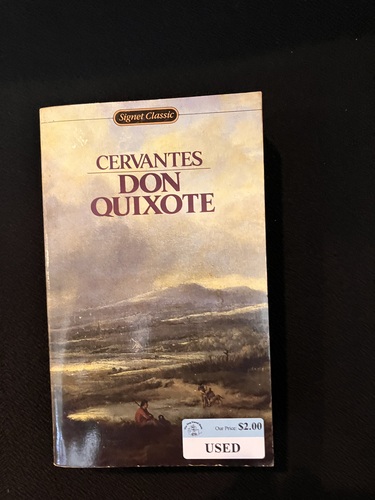 Signet Classic
CERVANTES
DON
QUIXOTE
Our Price: $2.00
USED